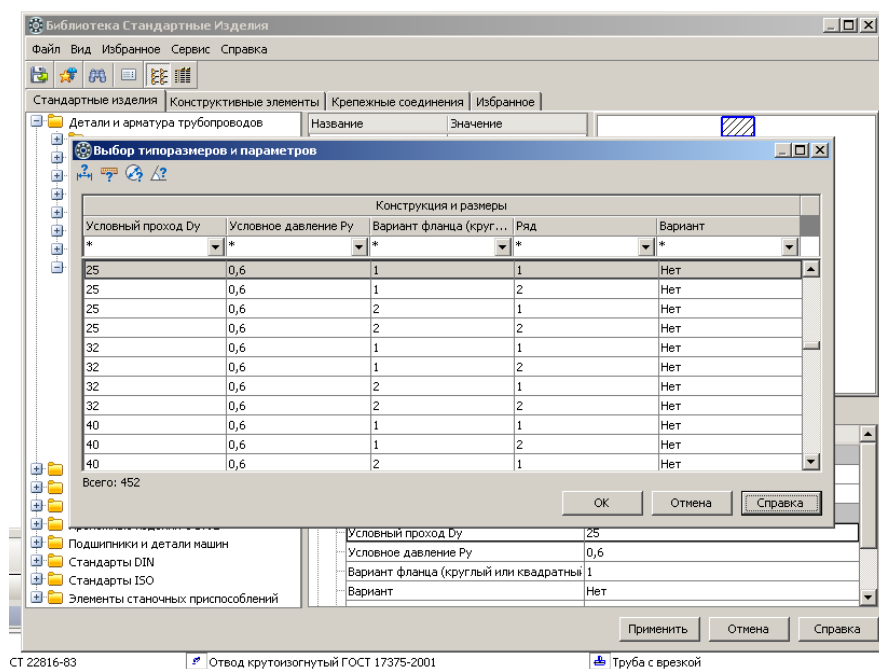 Библиотека Стандартные Изделия
Файл Вид Избранное Сервис Справка
Стандартные изделия Конструктивные элементы Крепежные соединения Избранное
Детали и арматура трубопроводов Название Значение
Выбор типоразмеров и параметров
Конструкция и размеры
Условный проход Dy Условное давление Py Вариант фланца (круг... Ряд Вариант
* * * * *
25 0,6 1 1 Нет
25 0,6 1 2 Нет
25 0,6 2 1 Нет
25 0,6 2 2 Нет
32 0,6 1 1 Нет
32 0,6 1 2 Нет
32 0,6 2 1 Нет
32 0,6 2 2 Нет
40 0,6 1 1 Нет
40 0,6 1 2 Нет
40 0,6 2 1 Нет
Всего: 452
OK Отмена Справка
Условный проход Dy 25
Подшипники и детали машин
Условное давление Py 0,6
Стандарты DIN
Вариант фланца (круглый или квадратный 1
Стандарты ISO
Вариант Нет
Элементы станочных приспособлений
Применить Отмена Справка
СТ 22816-83 Отвод крутоизогнутый ГОСТ 17375-2001 Труба с врезкой